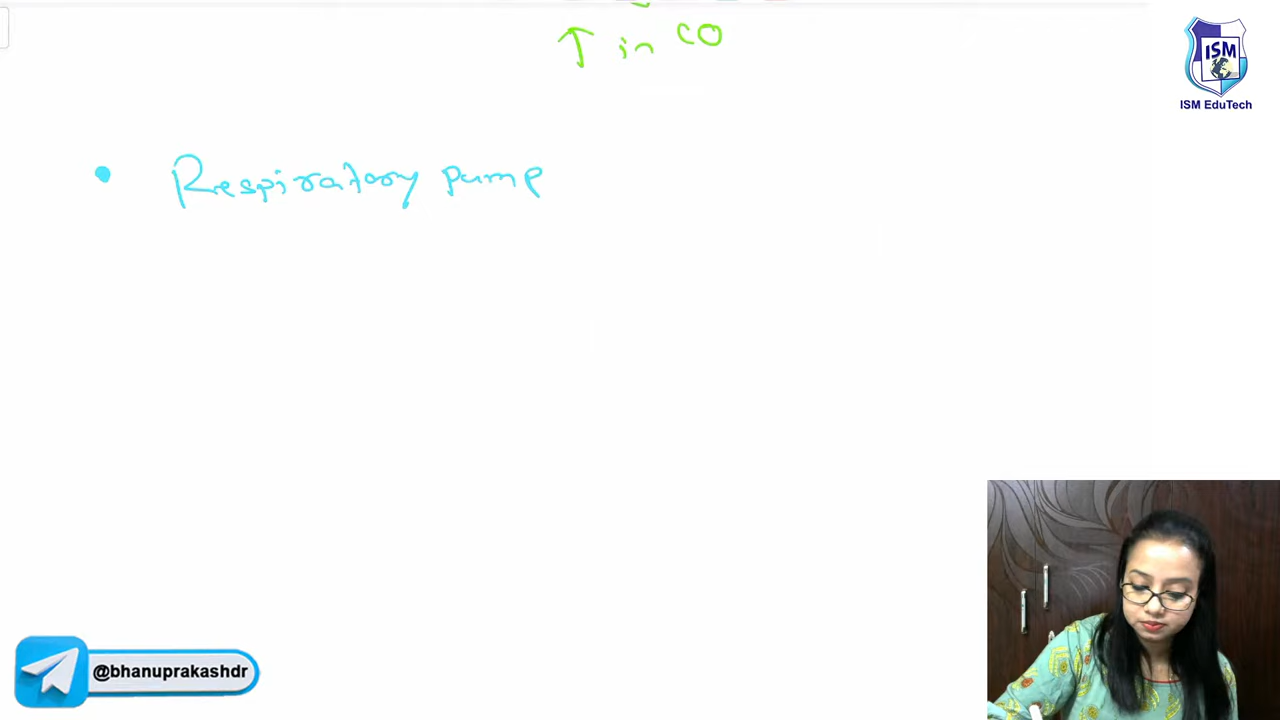 ↑ in CO
ISM
ISM EduTech
• Respiratory pump
@bhanuprakashdr